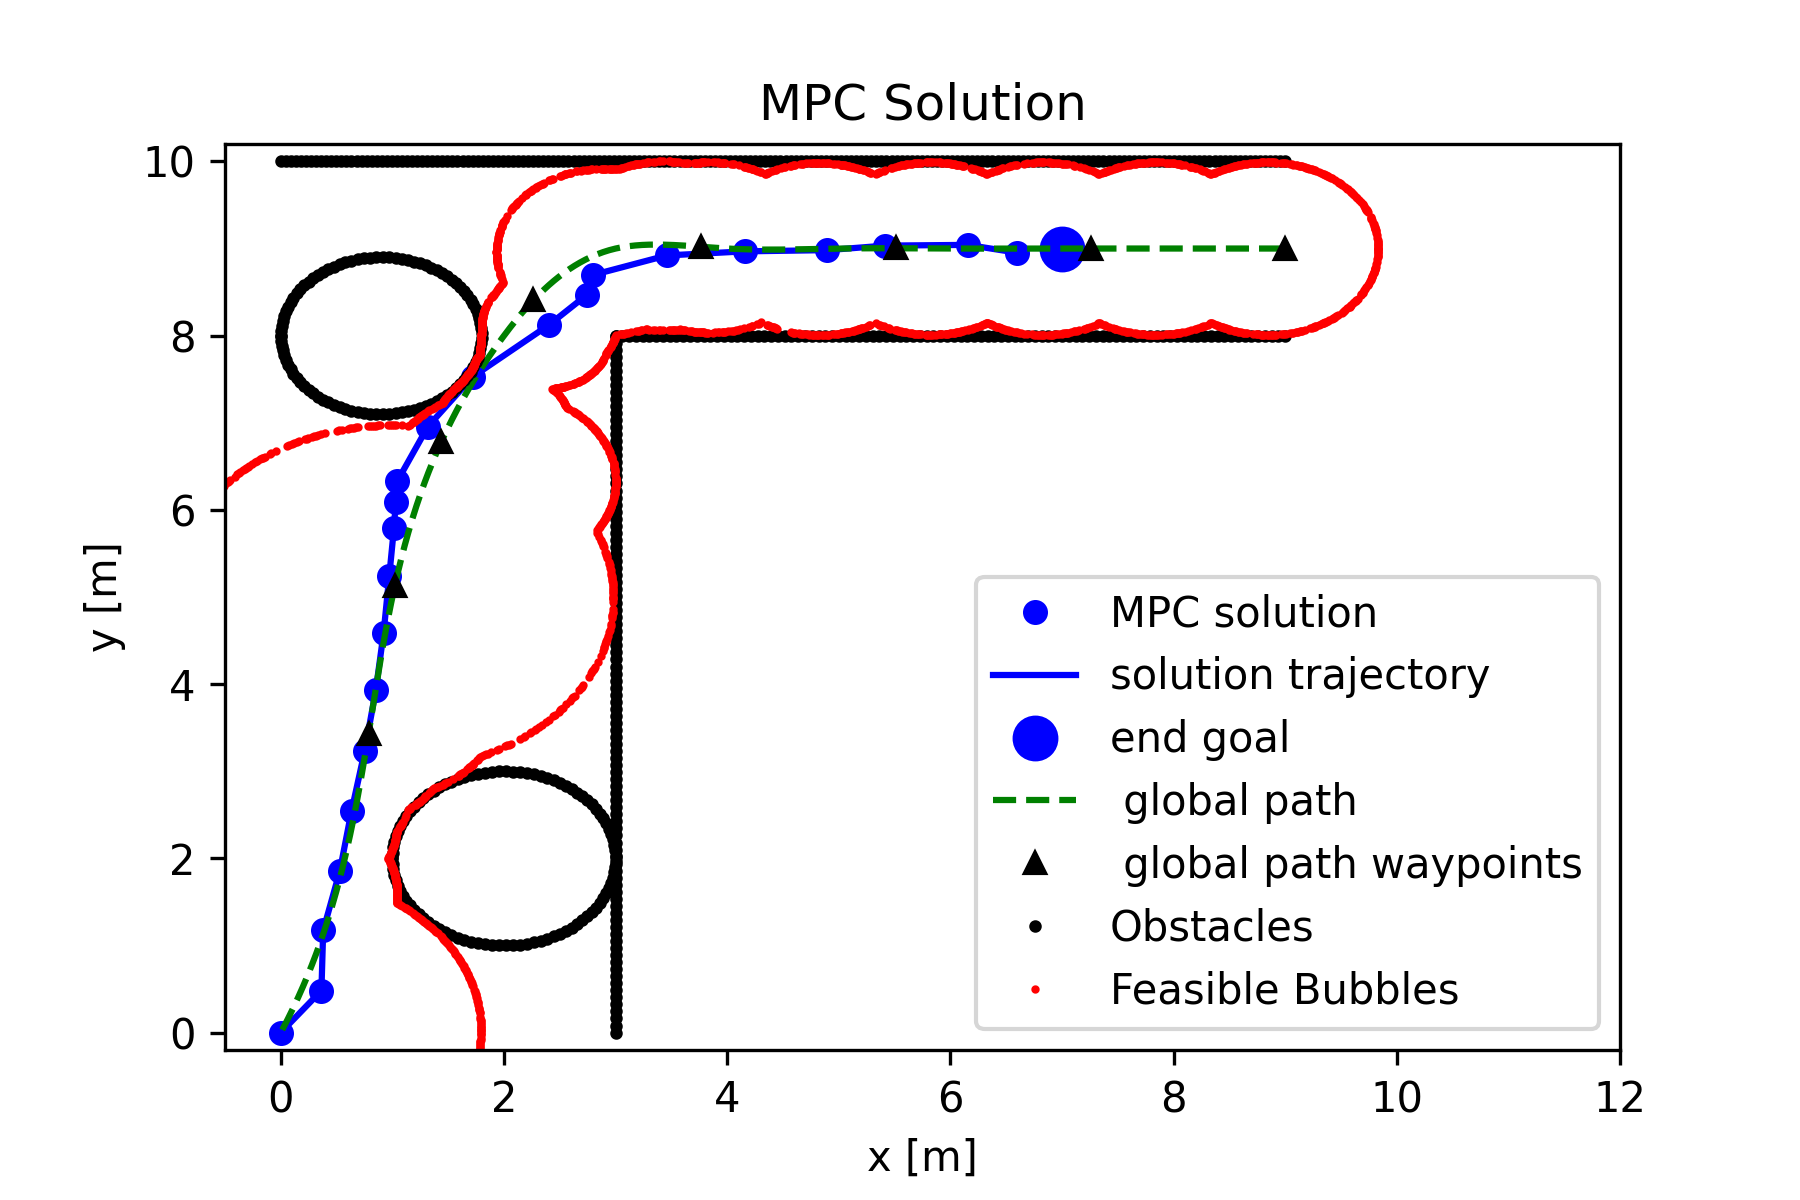 MPC Solution
10
8
6
4
2
0
y [m]
0 2 4 6 8 10 12
x [m]
MPC solution
solution trajectory
end goal
global path
global path waypoints
Obstacles
Feasible Bubbles